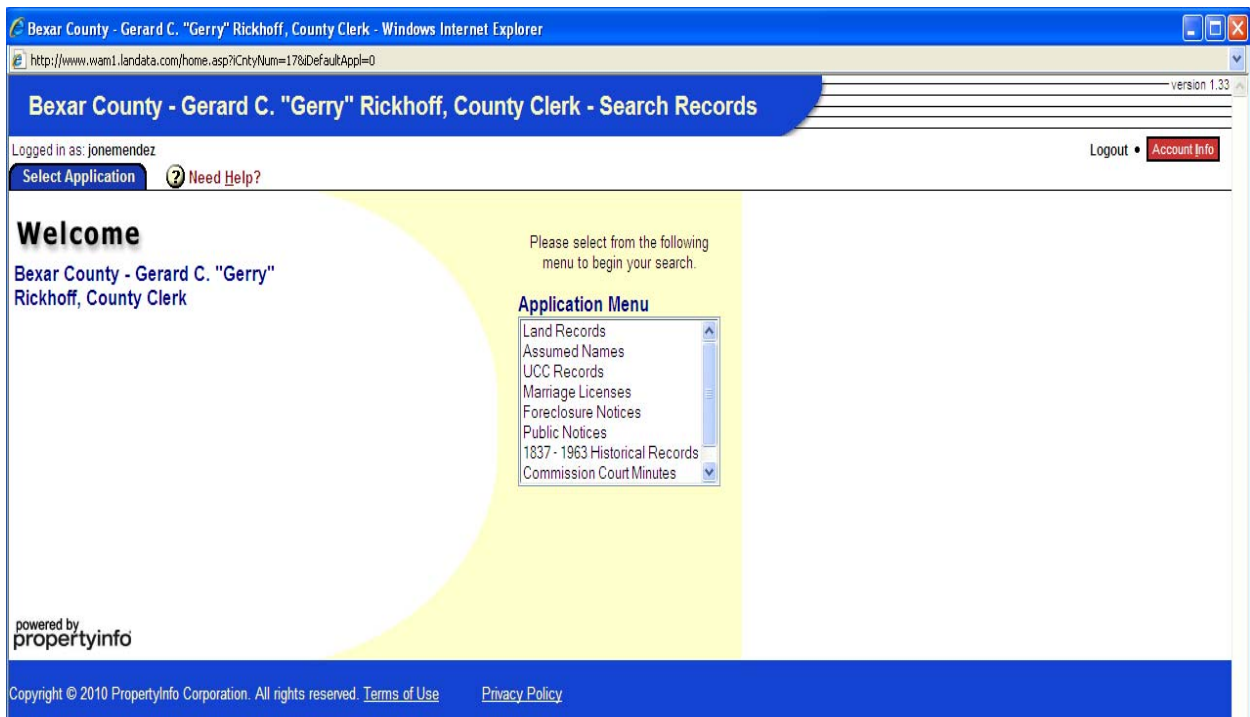 Bexar County - Gerard C. "Gerry" Rickhoff, County Clerk - Windows Internet Explorer
http://www.wam1.landata.com/home.asp?iCntyNum=17&iDefaultAppl=0
version 1.33
Bexar County - Gerard C. "Gerry" Rickhoff, County Clerk - Search Records
Logged in as: jonemendez
Logout • Account Info
Select Application ? Need Help?
Welcome
Bexar County - Gerard C. "Gerry"
Rickhoff, County Clerk
Please select from the following
menu to begin your search.
Application Menu
Land Records
Assumed Names
UCC Records
Marriage Licenses
Foreclosure Notices
Public Notices
1837 - 1963 Historical Records
Commission Court Minutes
powered by
propertyinfo
Copyright © 2010 PropertyInfo Corporation. All rights reserved. Terms of Use Privacy Policy